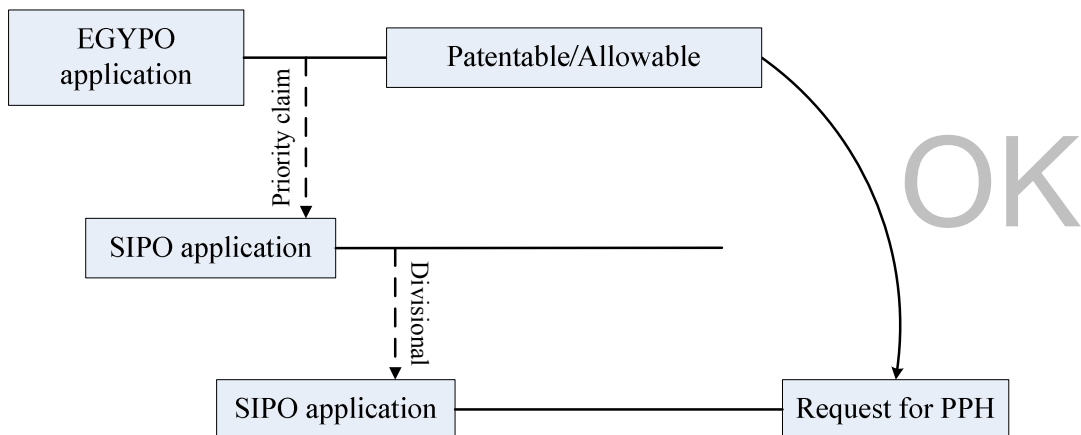 EGYPO
application
Patentable/Allowable
Priority claim
OK
SIPO application
Divisional
SIPO application
Request for PPH